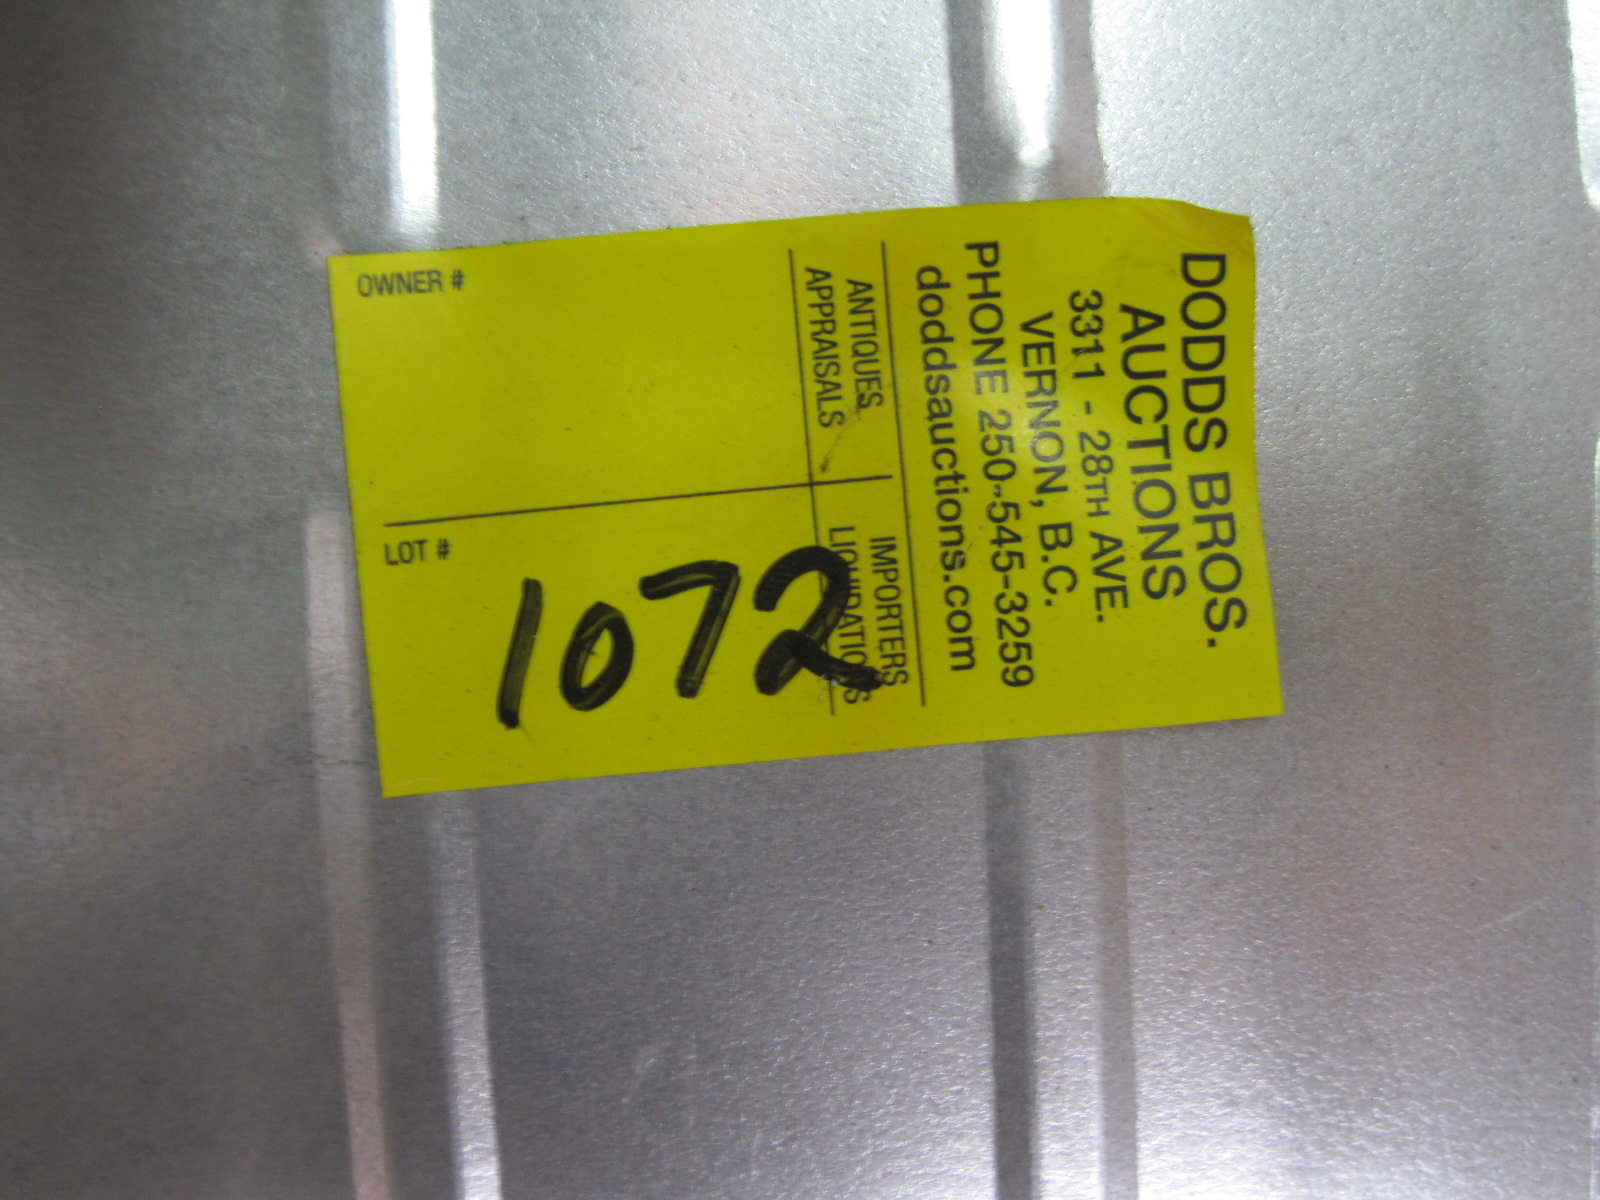 DODDS BROS.
AUCTIONS
3311 - 28TH AVE.
VERNON, B.C.
PHONE 250-545-3259
doddsauctions.com
ANTIQUES
APPRAISALS
IMPORTERS
LIQUIDATIONS
OWNER #
LOT #
1072